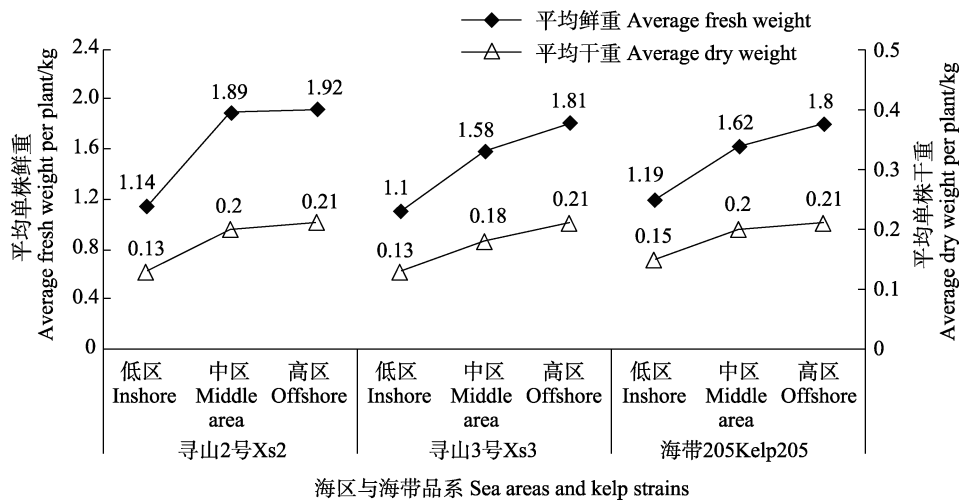 平均鲜重 Average fresh weight
平均干重 Average dry weight
平均单株鲜重
Average fresh weight per plant/kg
2.4
2.0
1.6
1.2
0.8
0.4
0
1.14
1.89
1.92
0.13
0.2
0.21
1.1
1.58
1.81
0.13
0.18
0.21
1.19
1.62
1.8
0.15
0.2
0.21
0.5
0.4
0.3
0.2
0.1
0
平均单株干重
Average dry weight per plant/kg
低区 中区 高区 低区 中区 高区 低区 中区 高区
Inshore Middle Offshore Inshore Middle Offshore Inshore Middle Offshore
area area area
寻山2号Xs2 寻山3号Xs3 海带205Kelp205
海区与海带品系 Sea areas and kelp strains